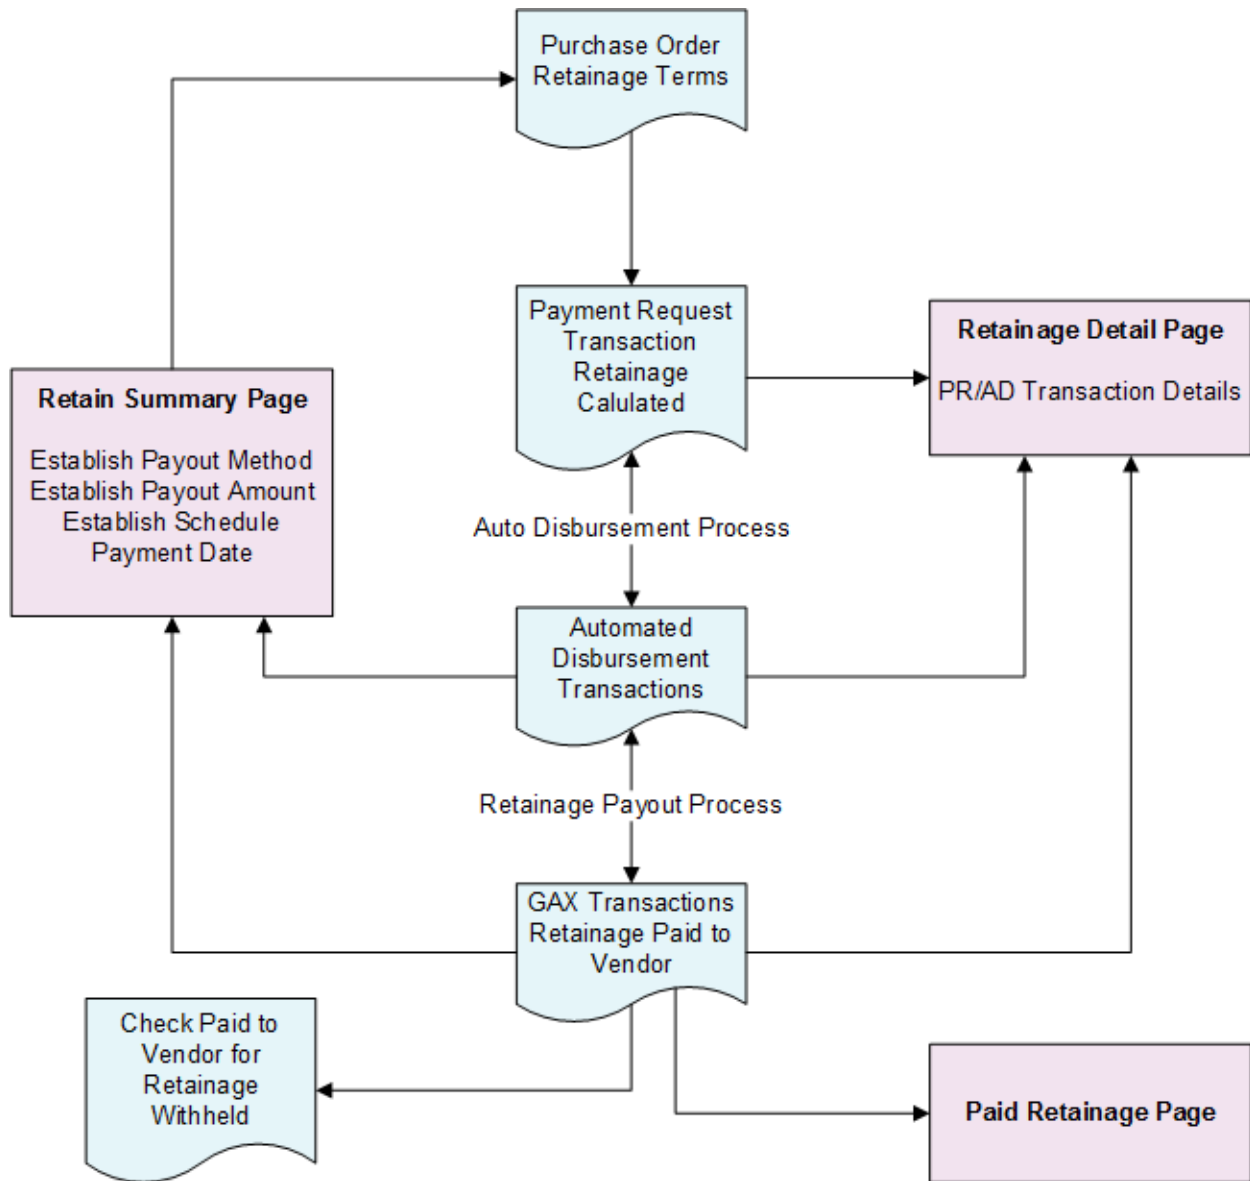 Purchase Order
Retainage Terms
Payment Request
Transaction
Retainage
Calulated
Retainage Detail Page
PR/AD Transaction Details
Retain Summary Page
Establish Payout Method
Establish Payout Amount
Establish Schedule
Payment Date
Auto Disbursement Process
Automated
Disbursement
Transactions
Retainage Payout Process
GAX Transactions
Retainage Paid to
Vendor
Check Paid to
Vendor for
Retainage
Withheld
Paid Retainage Page